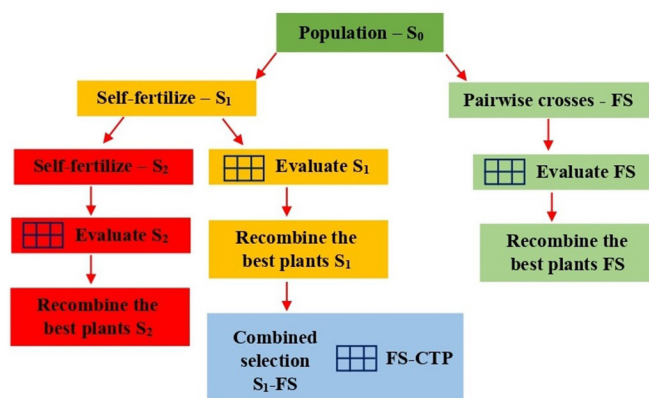 Population – S₀
Self-fertilize – S₁
Pairwise crosses - FS
Self-fertilize – S₂
Evaluate S₁
Evaluate FS
Evaluate S₂
Recombine the
best plants S₁
Recombine the
best plants FS
Recombine the
best plants S₂
Combined
selection
S₁-FS
FS-CTP